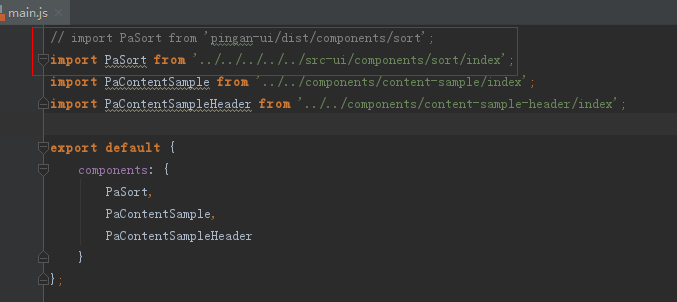 main.js
// import PaSort from 'pingan-ui/dist/components/sort';
import PaSort from '../../../../../src-ui/components/sort/index';
import PaContentSample from '../../components/content-sample/index';
import PaContentSampleHeader from '../../components/content-sample-header/index';
export default {
components: {
PaSort,
PaContentSample,
PaContentSampleHeader
}
};